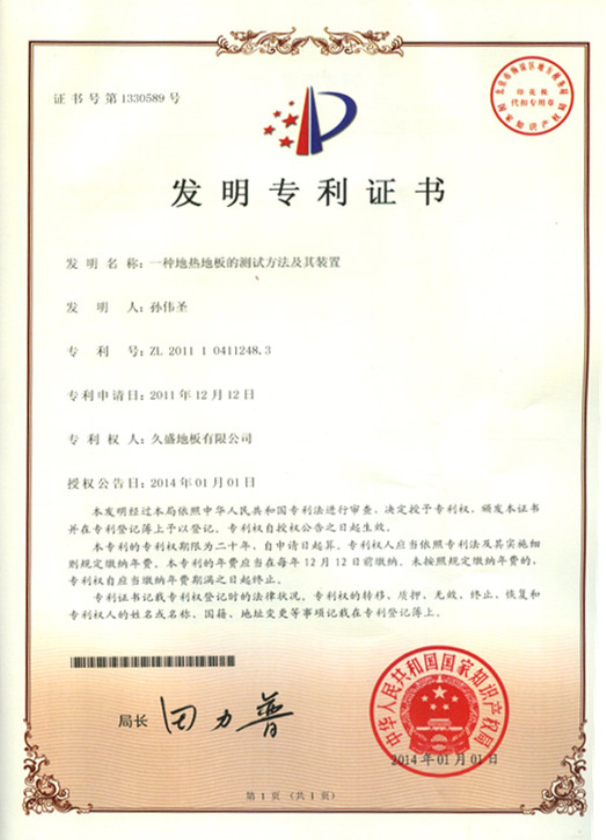 证书号第1330589号
印花税
代扣专用章
国家知识产权局
发明专利证书
发明名称：一种地热地板的测试方法及其装置
发明人：孙伟圣
专利号：ZL 2011 1 0411248.3
专利申请日：2011年12月12日
专利权人：久盛地板有限公司
授权公告日：2014年01月01日
本发明经过本局依照中华人民共和国专利法进行审查，决定授予专利权，颁发本证书
并在专利登记簿上予以登记。专利权自授权公告之日起生效。
本专利的专利权期限为二十年，自申请日起算。专利权人应当依照专利法及其实施细
则规定缴纳年费。本专利的年费应当在每年12月12日前缴纳。未按照规定缴纳年费的，
专利权自应当缴纳年费期满之日起终止。
专利证书记载专利权登记时的法律状况。专利权的转移、质押、无效、终止、恢复和
专利权人的姓名或名称、国籍、地址变更等事项记载在专利登记簿上。
局长 田力普
中华人民共和国国家知识产权局
2014年01月01日
第1页（共1页）